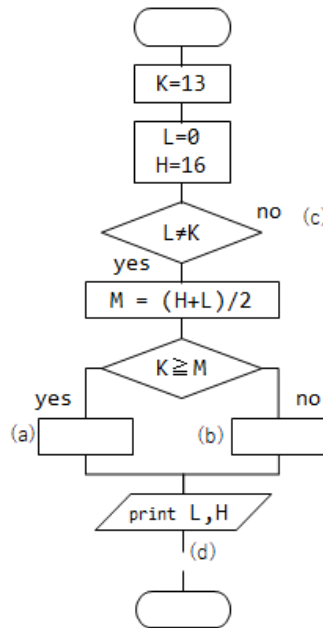 K=13
L=0
H=16
L≠K
no (c)
yes
M = (H+L)/2
K≧M
yes
no
(a)
(b)
print L,H
(d)